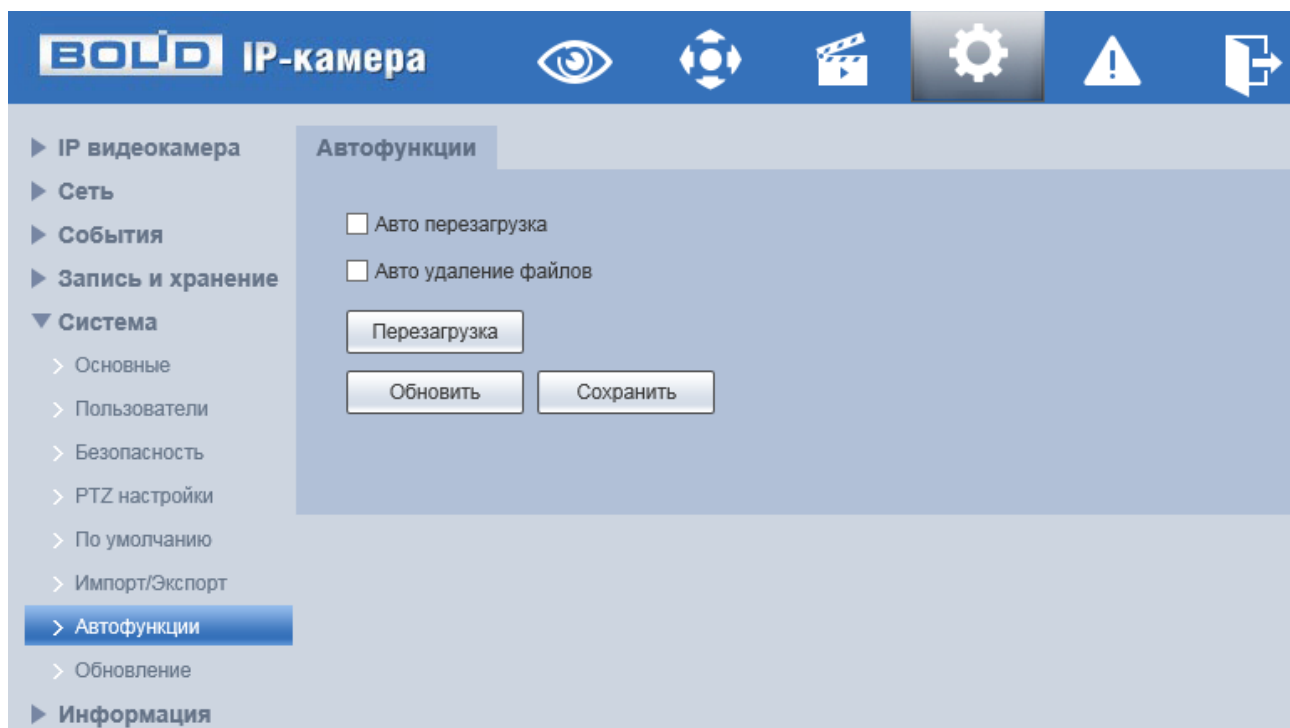 BOLID IP-камера
IP видеокамера
Сеть
События
Запись и хранение
Система
Основные
Пользователи
Безопасность
PTZ настройки
По умолчанию
Импорт/Экспорт
Автофункции
Обновление
Информация
Автофункции
Авто перезагрузка
Авто удаление файлов
Перезагрузка
Обновить Сохранить